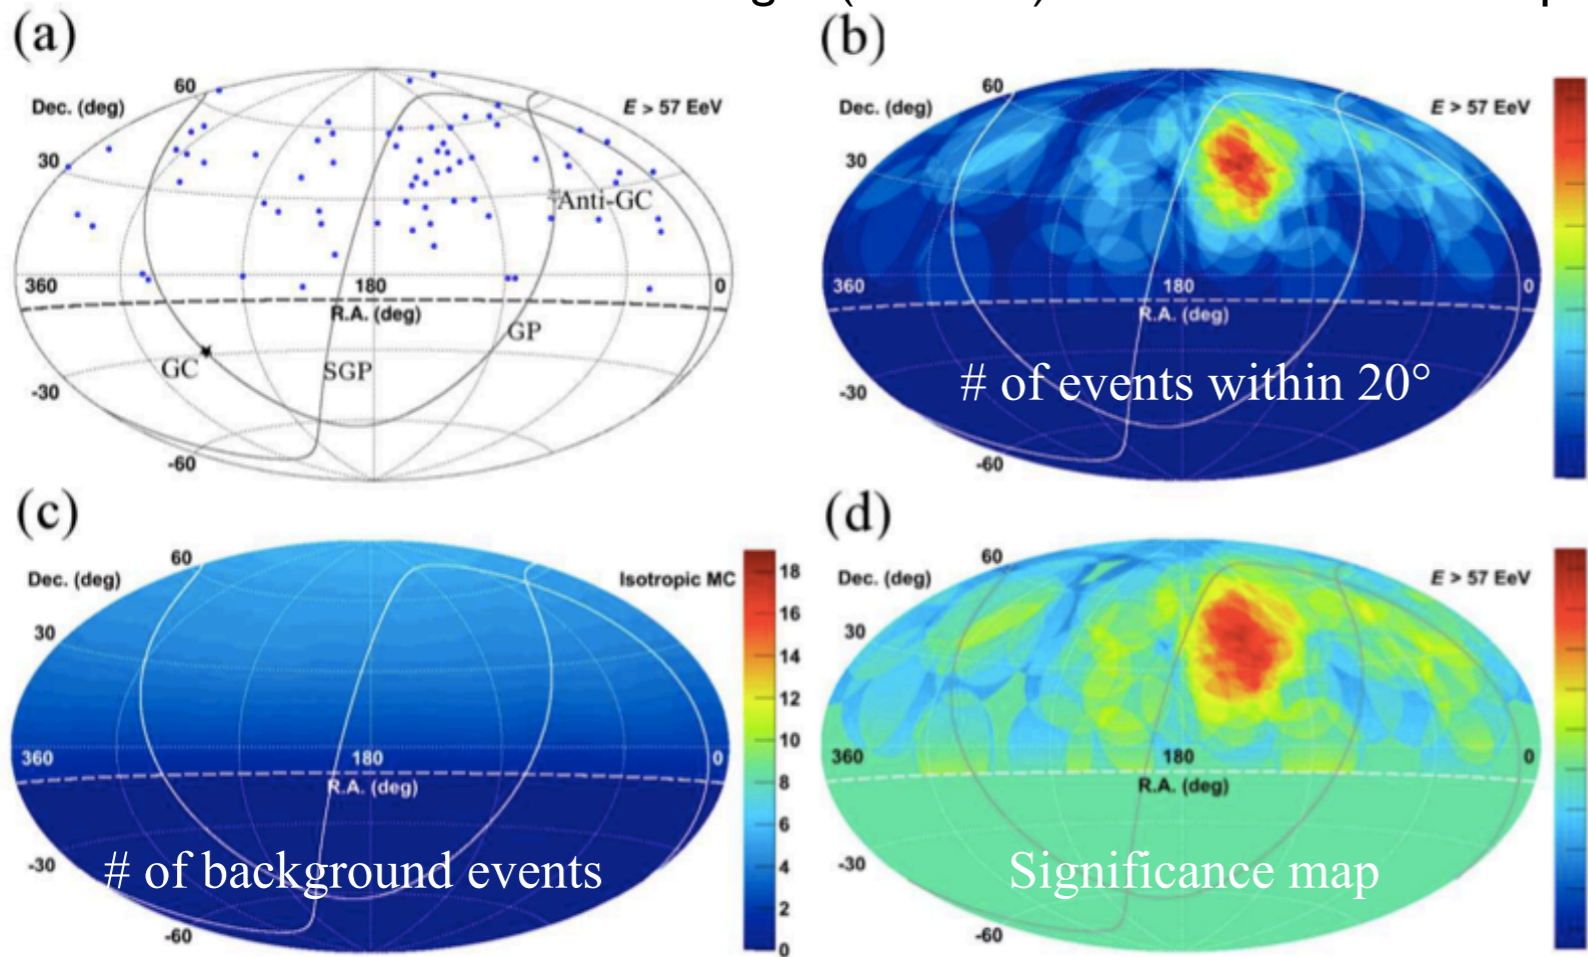 (a)
60
Dec. (deg)
E > 57 EeV
30
Anti-GC
360
180
0
R.A. (deg)
GP
GC
SGP
-30
-60
(b)
60
Dec. (deg)
E > 57 EeV
30
360
180
0
R.A. (deg)
# of events within 20°
-30
-60
(c)
60
Dec. (deg)
Isotropic MC
30
360
180
0
R.A. (deg)
-30
# of background events
-60
18
16
14
12
10
8
6
4
2
0
(d)
60
Dec. (deg)
E > 57 EeV
30
360
180
0
R.A. (deg)
-30
Significance map
-60